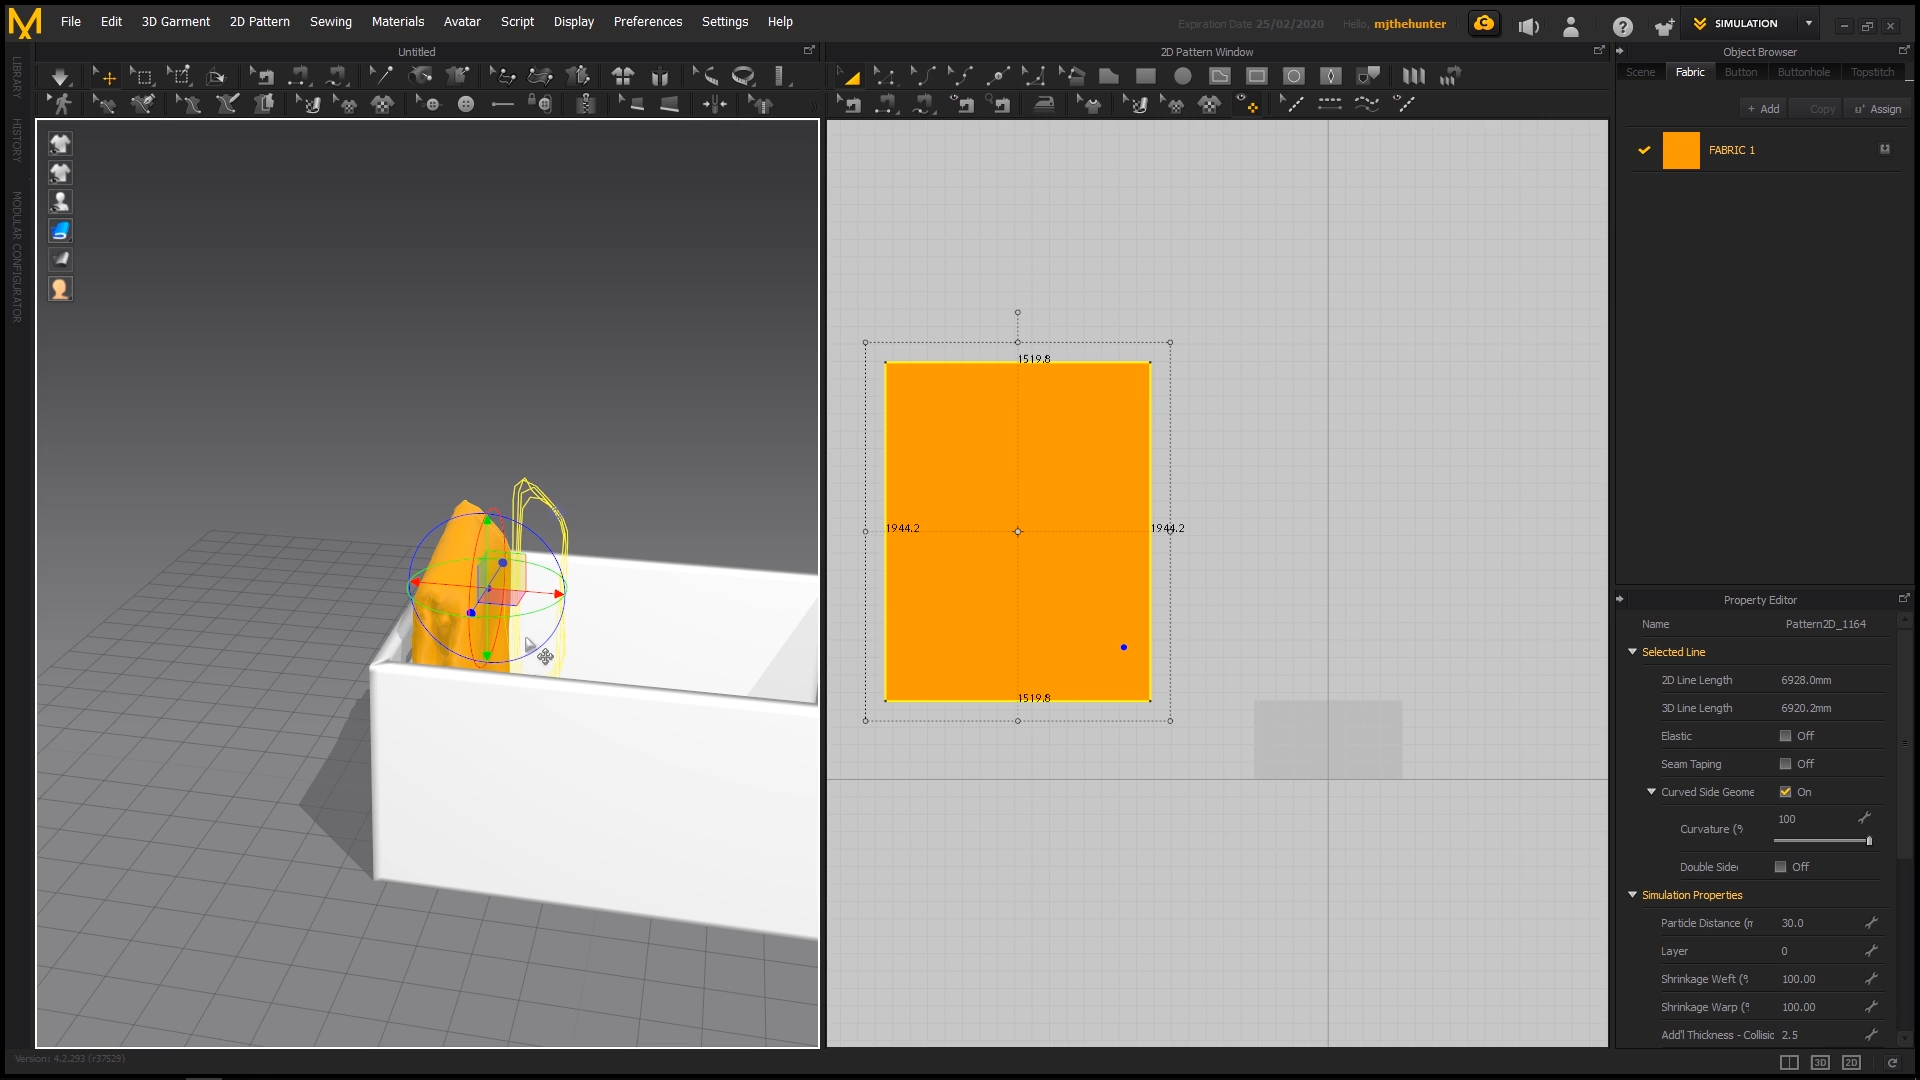 File Edit 3D Garment 2D Pattern Sewing Materials Avatar Script Display Preferences Settings Help
Expiration Date 25/02/2020 Hello, mjthehunter
SIMULATION
Untitled
2D Pattern Window
Object Browser
Scene Fabric Button Buttonhole Topstitch
+ Add Copy Assign
FABRIC 1
LIBRARY
HISTORY
MODULAR CONFIGURATOR
1519.8
1944.2
1944.2
1519.8
Property Editor
Name Pattern2D_1164
Selected Line
2D Line Length 6928.0mm
3D Line Length 6920.2mm
Elastic Off
Seam Taping Off
Curved Side Geome On
Curvature (%
100
Double Side Off
Simulation Properties
Particle Distance (m 30.0
Layer 0
Shrinkage Weft (% 100.00
Shrinkage Warp (% 100.00
Add'l Thickness - Collisic 2.5
Version: 4.2.293 (r37529)
3D 2D